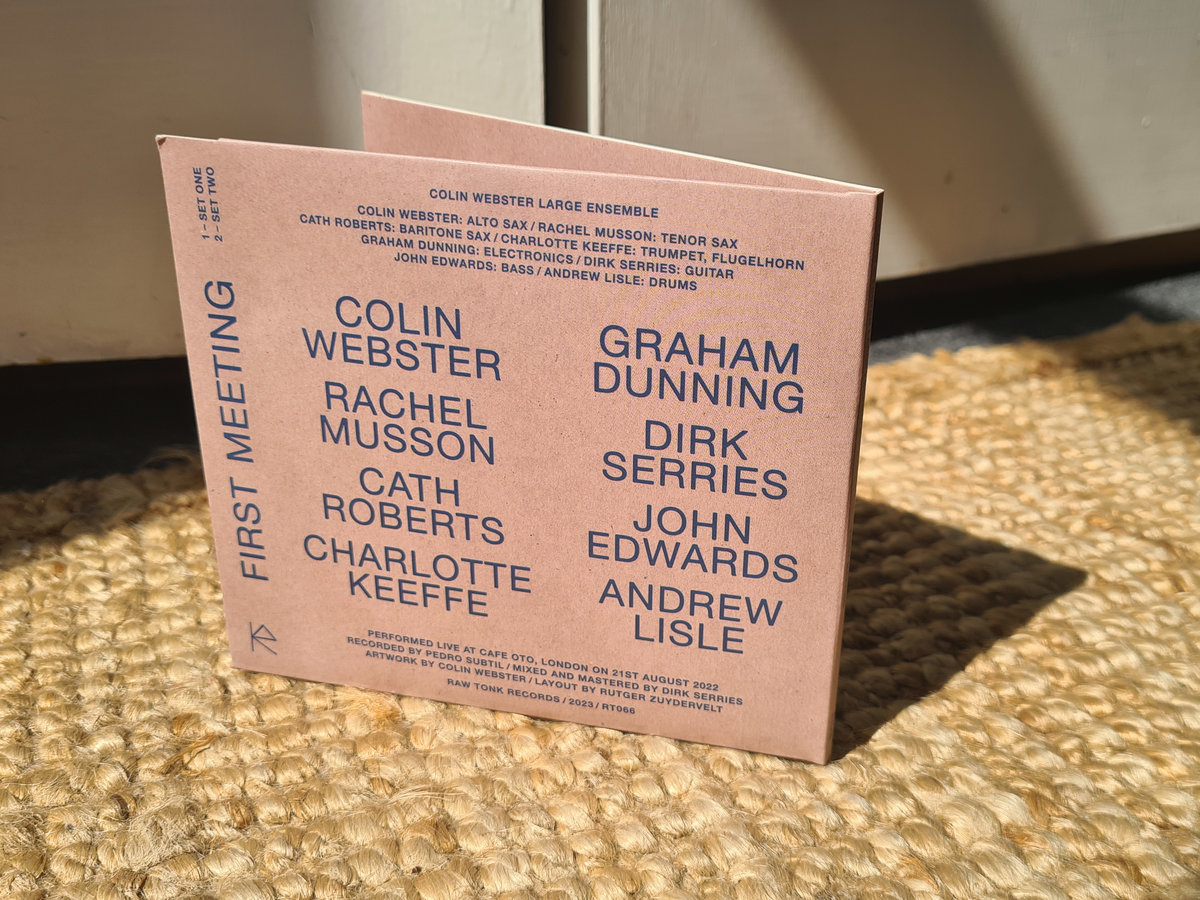 1 – SET ONE
2 – SET TWO
FIRST MEETING
COLIN WEBSTER LARGE ENSEMBLE
COLIN WEBSTER: ALTO SAX / RACHEL MUSSON: TENOR SAX
CATH ROBERTS: BARITONE SAX / CHARLOTTE KEEFFE: TRUMPET, FLUGELHORN
GRAHAM DUNNING: ELECTRONICS / DIRK SERRIES: GUITAR
JOHN EDWARDS: BASS / ANDREW LISLE: DRUMS
COLIN
WEBSTER
RACHEL
MUSSON
CATH
ROBERTS
CHARLOTTE
KEEFFE
GRAHAM
DUNNING
DIRK
SERRIES
JOHN
EDWARDS
ANDREW
LISLE
PERFORMED LIVE AT CAFE OTO, LONDON ON 21ST AUGUST 2022
RECORDED BY PEDRO SUBTIL / MIXED AND MASTERED BY DIRK SERRIES
ARTWORK BY COLIN WEBSTER / LAYOUT BY RUTGER ZUYDERVELT
RAW TONK RECORDS / 2023 / RT066